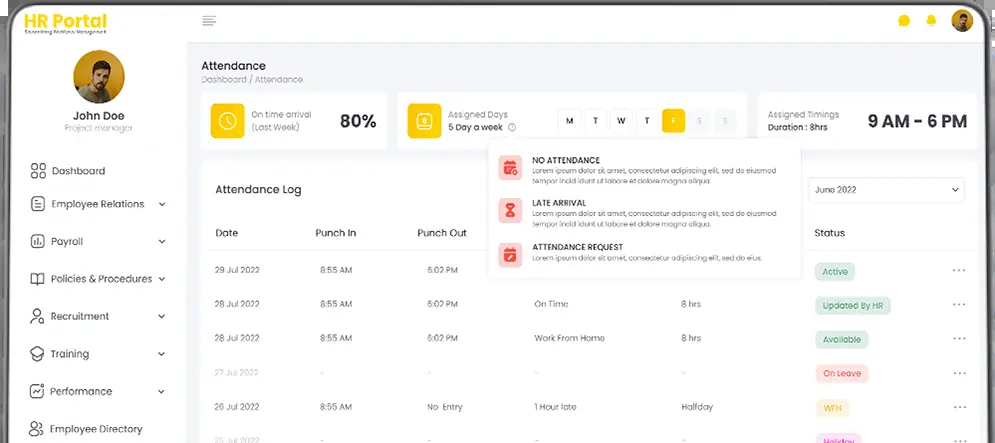 HR Portal
Streamlining Workforce Management.
John Doe
Project manager
Dashboard
Employee Relations
Payroll
Policies & Procedures
Recruitment
Training
Performance
Employee Directory
Attendance
Dashboard / Attendance
On time arrival
(Last Week)
80%
Assigned Days
5 Day a week
M T W T F S S
Assigned Timings
Duration : 8hrs
9 AM - 6 PM
NO ATTENDANCE
Lorem ipsum dolor sit amet, consectetur adipiscing elit, sed do eiusmod
tempor incid idunt ut labore et dolore magna aliqua.
LATE ARRIVAL
Lorem ipsum dolor sit amet, consectetur adipiscing elit, sed do eiusmod
tempor incid idunt ut labore et dolore magna aliqua.
ATTENDANCE REQUEST
Lorem ipsum dolor sit amet, consectetur adipiscing elit, sed do eius.
Attendance Log
June 2022
Date Punch In Punch Out Status
29 Jul 2022 8:55 AM 6:02 PM Active
28 Jul 2022 8:55 AM 6:02 PM On Time 8 hrs Updated By HR
28 Jul 2022 8:55 AM 6:02 PM Work From Home 8 hrs Available
27 Jul 2022 - - - - On Leave
26 Jul 2022 8:55 AM No Entry 1 Hour late Halfday WFH
25 Jul 2022 Holiday